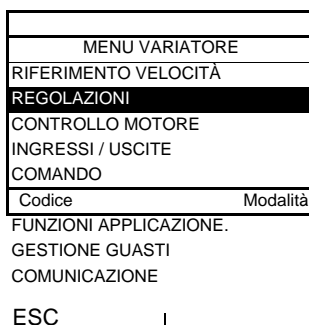 MENU VARIATORE
RIFERIMENTO VELOCITÀ
REGOLAZIONI
CONTROLLO MOTORE
INGRESSI / USCITE
COMANDO
Codice Modalità
FUNZIONI APPLICAZIONE.
GESTIONE GUASTI
COMUNICAZIONE
ESC